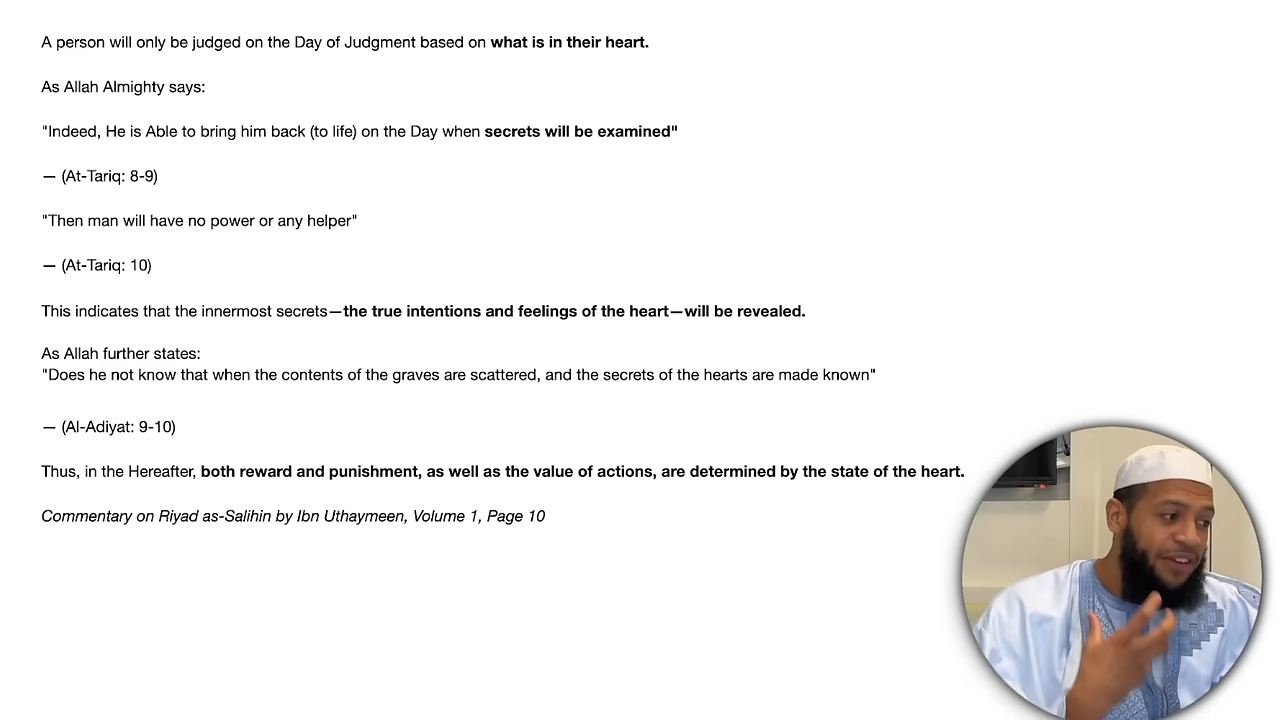 A person will only be judged on the Day of Judgment based on what is in their heart.
As Allah Almighty says:
"Indeed, He is Able to bring him back (to life) on the Day when secrets will be examined"
— (At-Tariq: 8-9)
"Then man will have no power or any helper"
— (At-Tariq: 10)
This indicates that the innermost secrets—the true intentions and feelings of the heart—will be revealed.
As Allah further states:
"Does he not know that when the contents of the graves are scattered, and the secrets of the hearts are made known"
— (Al-Adiyat: 9-10)
Thus, in the Hereafter, both reward and punishment, as well as the value of actions, are determined by the state of the heart.
Commentary on Riyad as-Salihin by Ibn Uthaymeen, Volume 1, Page 10